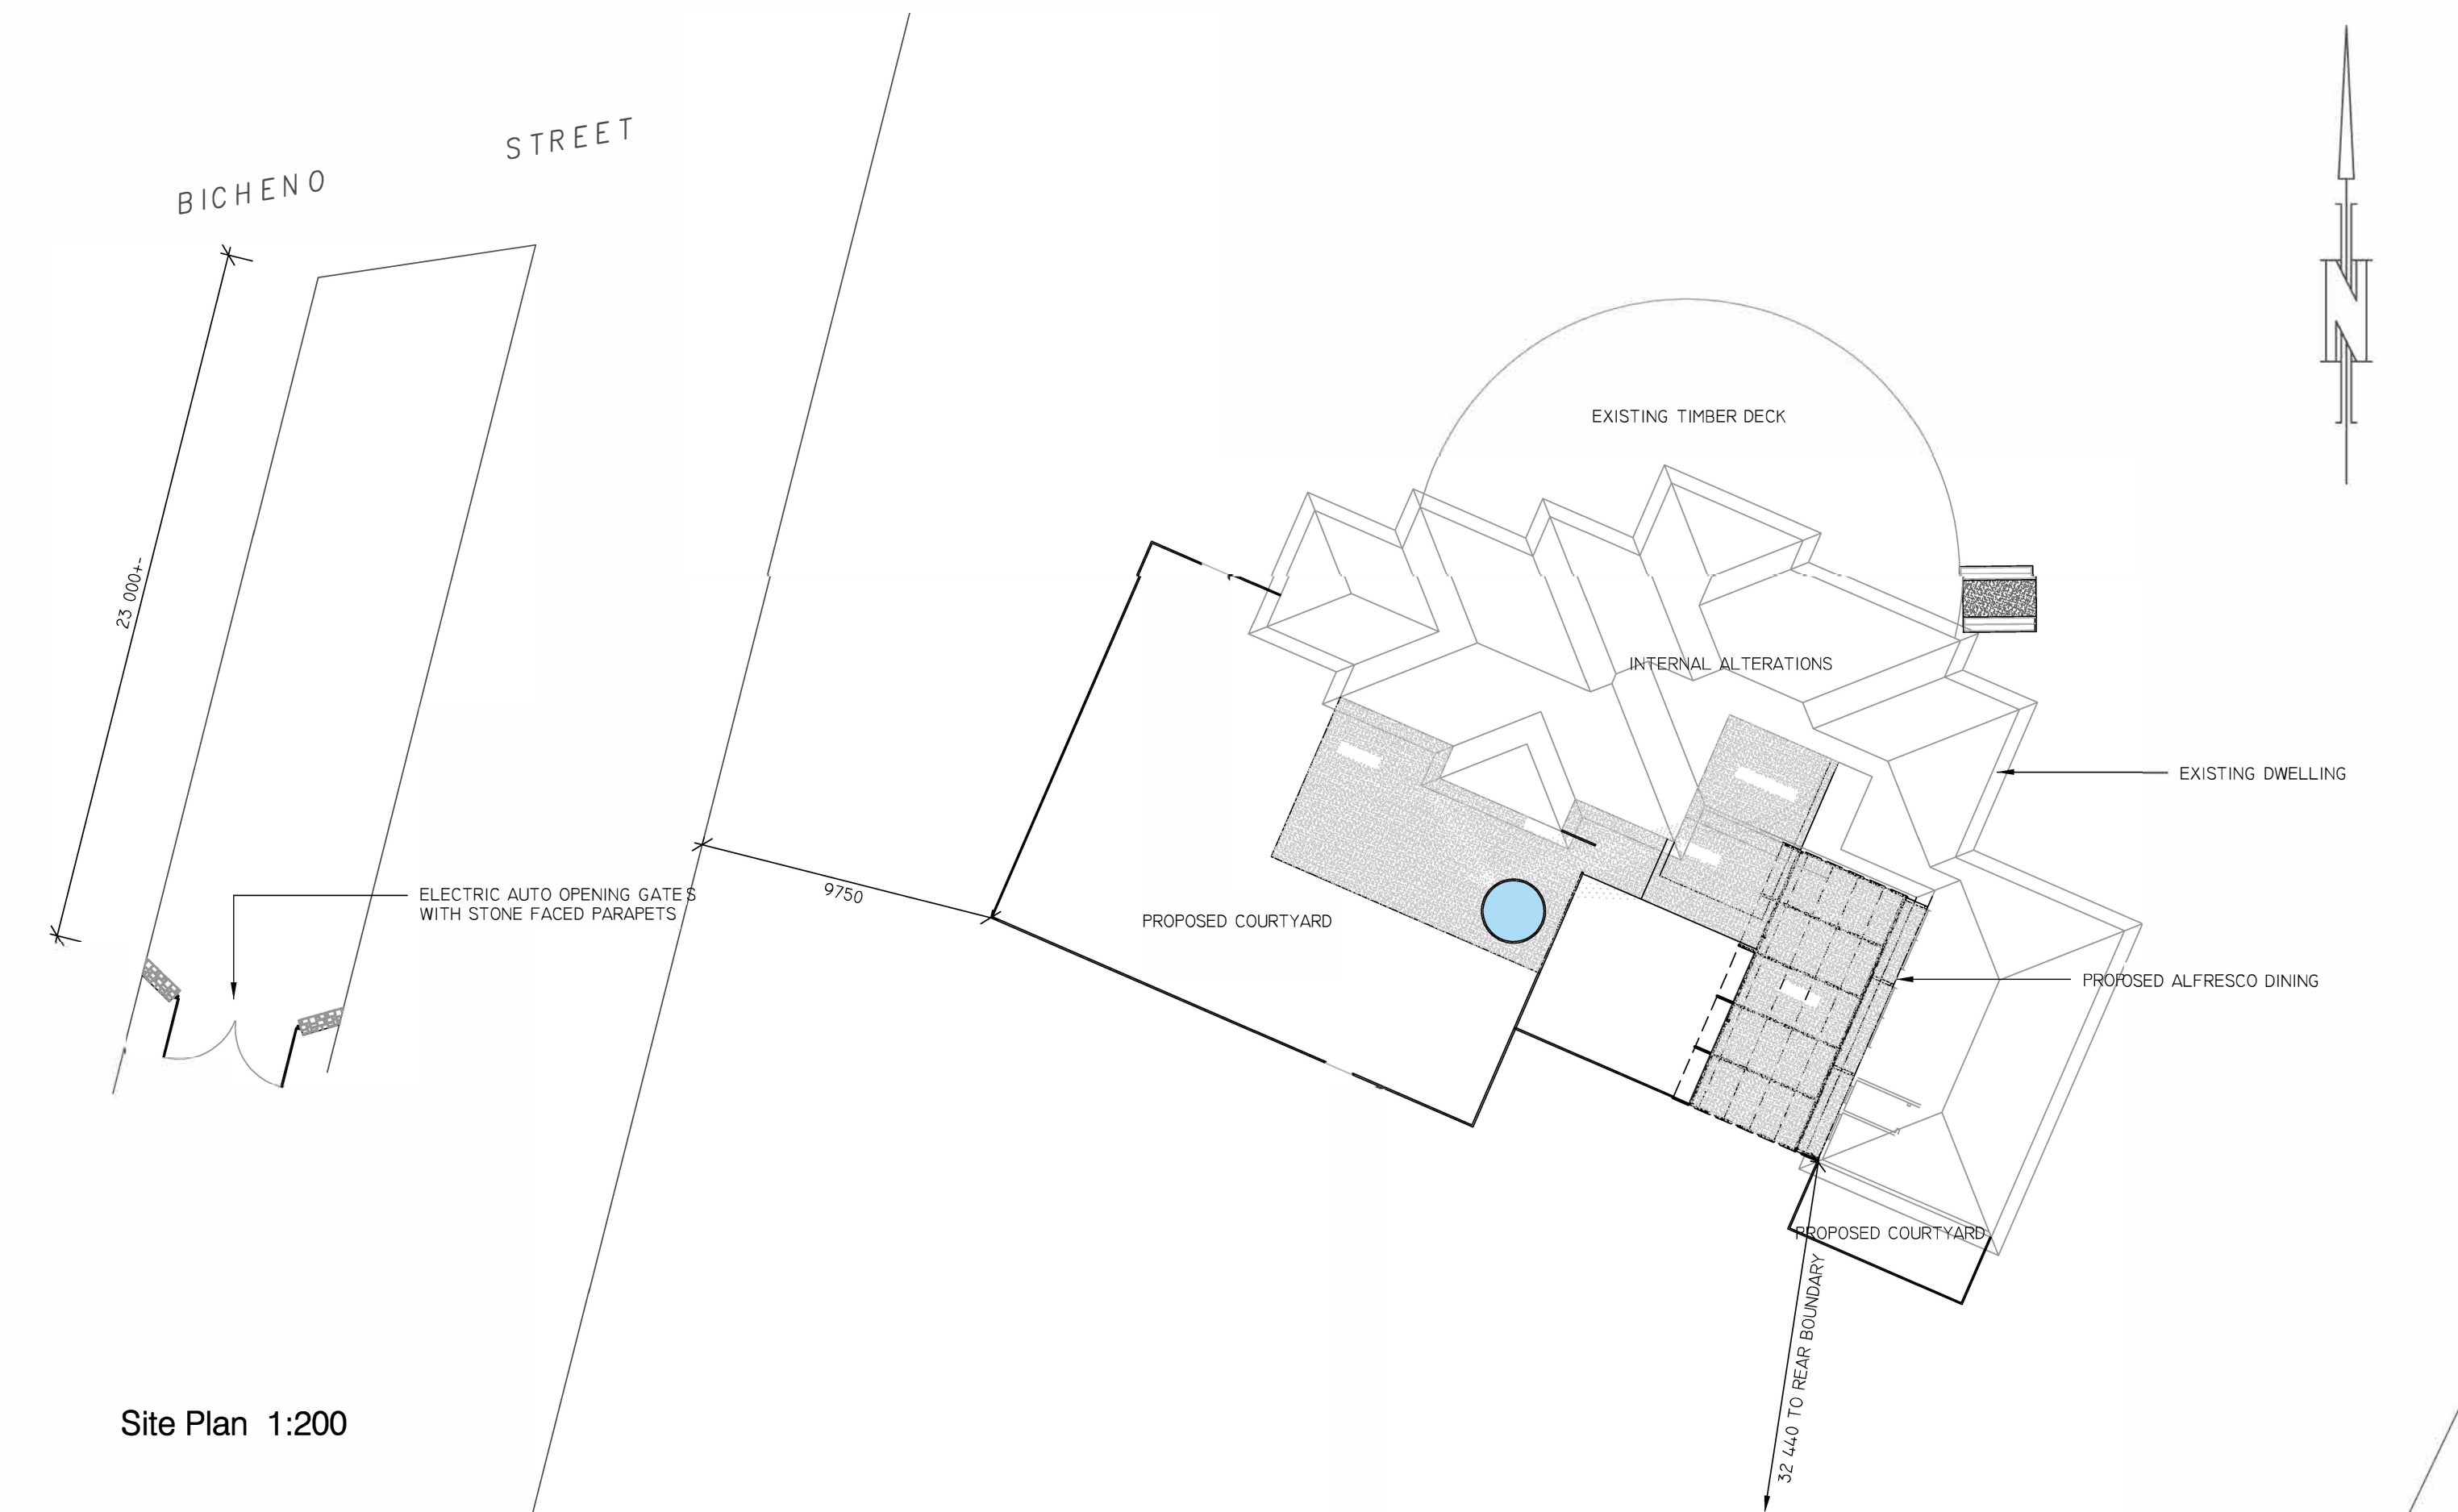 BICHENO STREET
N
23 000+-
EXISTING TIMBER DECK
INTERNAL ALTERATIONS
EXISTING DWELLING
ELECTRIC AUTO OPENING GATES
WITH STONE FACED PARAPETS
9750
PROPOSED COURTYARD
PROPOSED ALFRESCO DINING
PROPOSED COURTYARD
32 440 TO REAR BOUNDARY
Site Plan 1:200